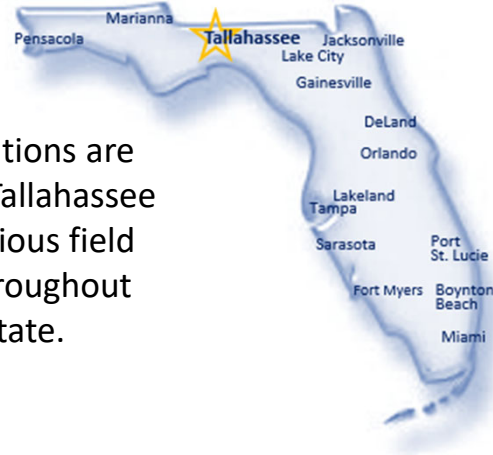 Marianna
Pensacola
Tallahassee
Jacksonville
Lake City
Gainesville
DeLand
Orlando
Lakeland
Tampa
Sarasota
Port
St. Lucie
Fort Myers
Boynton
Beach
Miami
tions are
Tallahassee
ious field
roughout
tate.